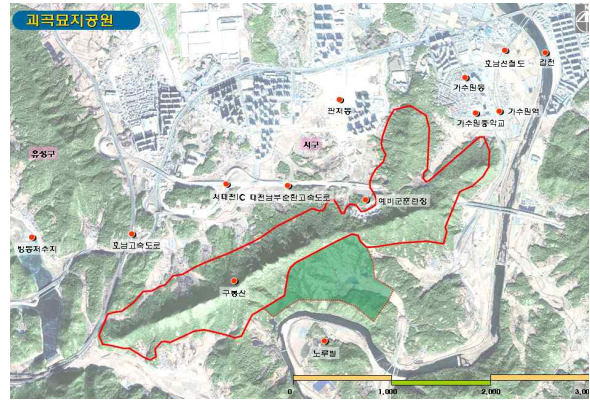 괴곡묘지공원
호남선철도
갑천
가수원동
관저동
가수원중학교
가수원역
유성구
서구
서대전IC
대전남부순환고속도로
예비군훈련장
방동저수지
호남고속도로
구봉산
노루벌
0
1,000
2,000
3,00